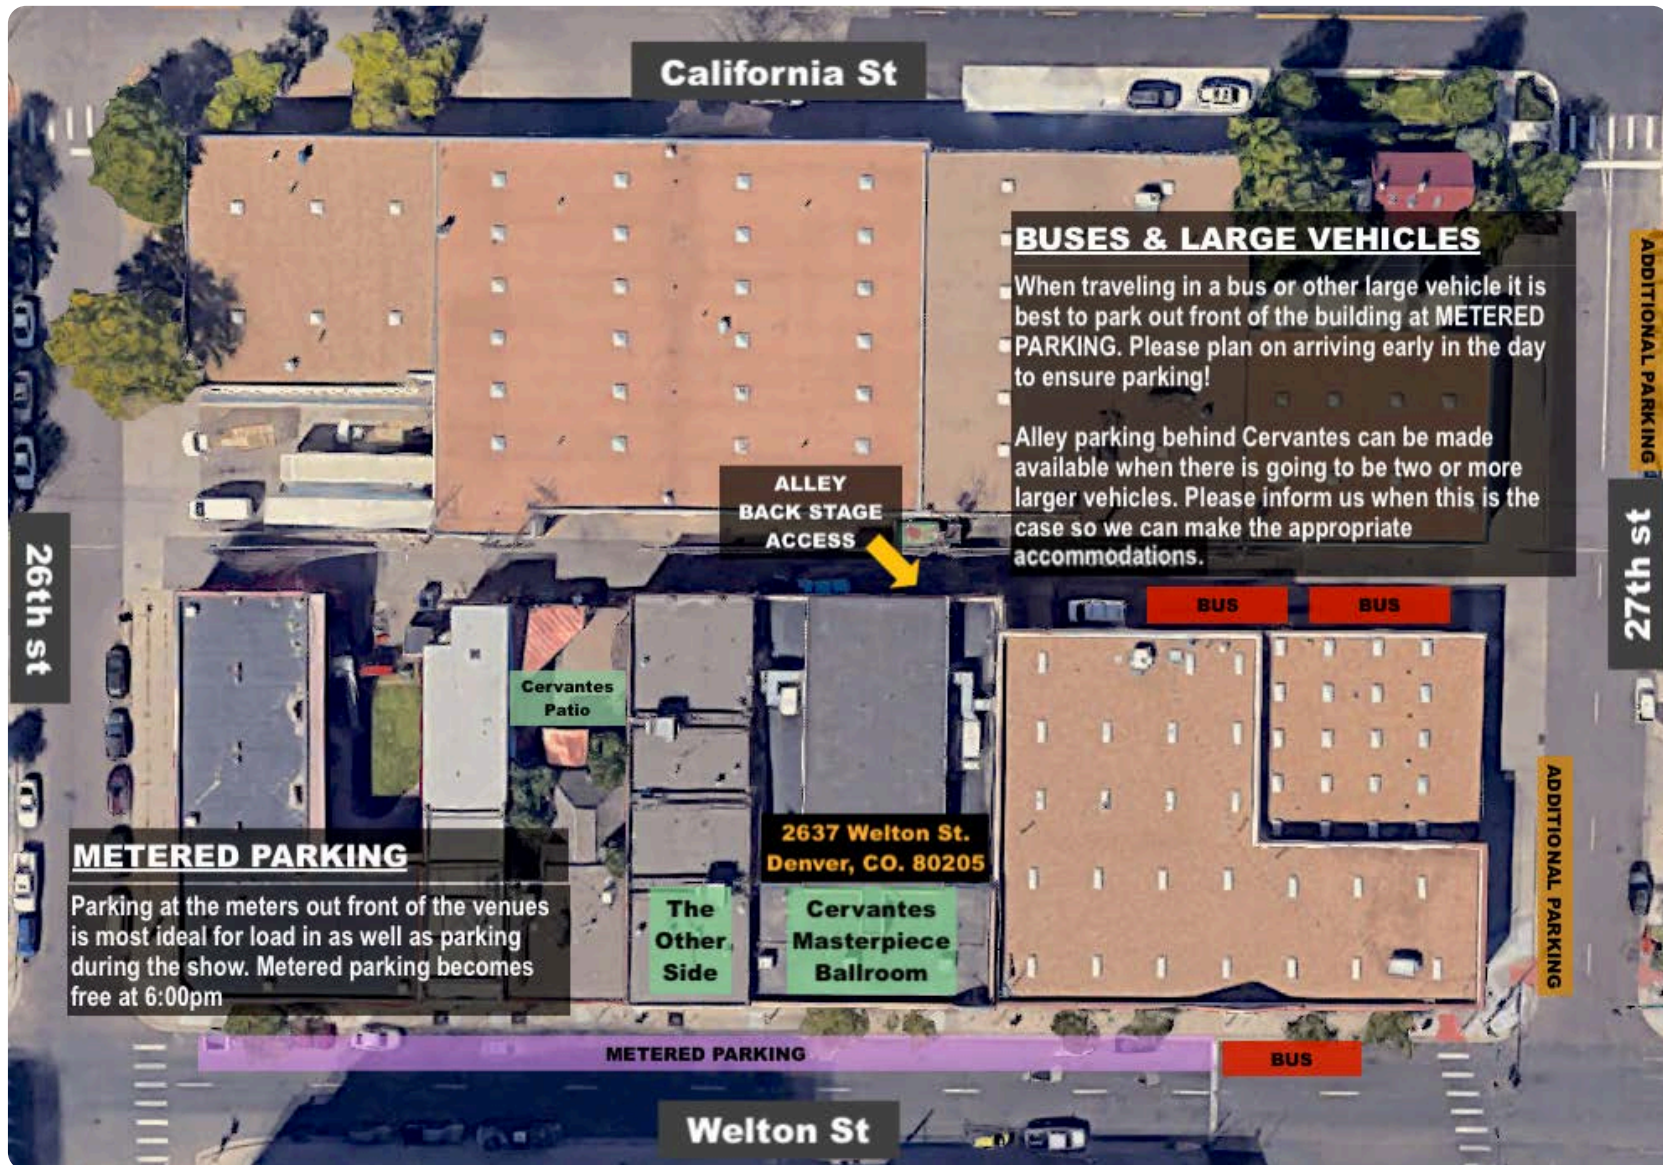 California St
BUSES & LARGE VEHICLES
When traveling in a bus or other large vehicle it is
best to park out front of the building at METERED
PARKING. Please plan on arriving early in the day
to ensure parking!
Alley parking behind Cervantes can be made
available when there is going to be two or more
larger vehicles. Please inform us when this is the
case so we can make the appropriate
accommodations.
ADDITIONAL PARKING
ALLEY
BACK STAGE
ACCESS
26th st
27th st
BUS
BUS
Cervantes
Patio
ADDITIONAL PARKING
2637 Welton St.
Denver, CO. 80205
METERED PARKING
Parking at the meters out front of the venues
is most ideal for load in as well as parking
during the show. Metered parking becomes
free at 6:00pm
The
Other
Side
Cervantes
Masterpiece
Ballroom
METERED PARKING
BUS
Welton St